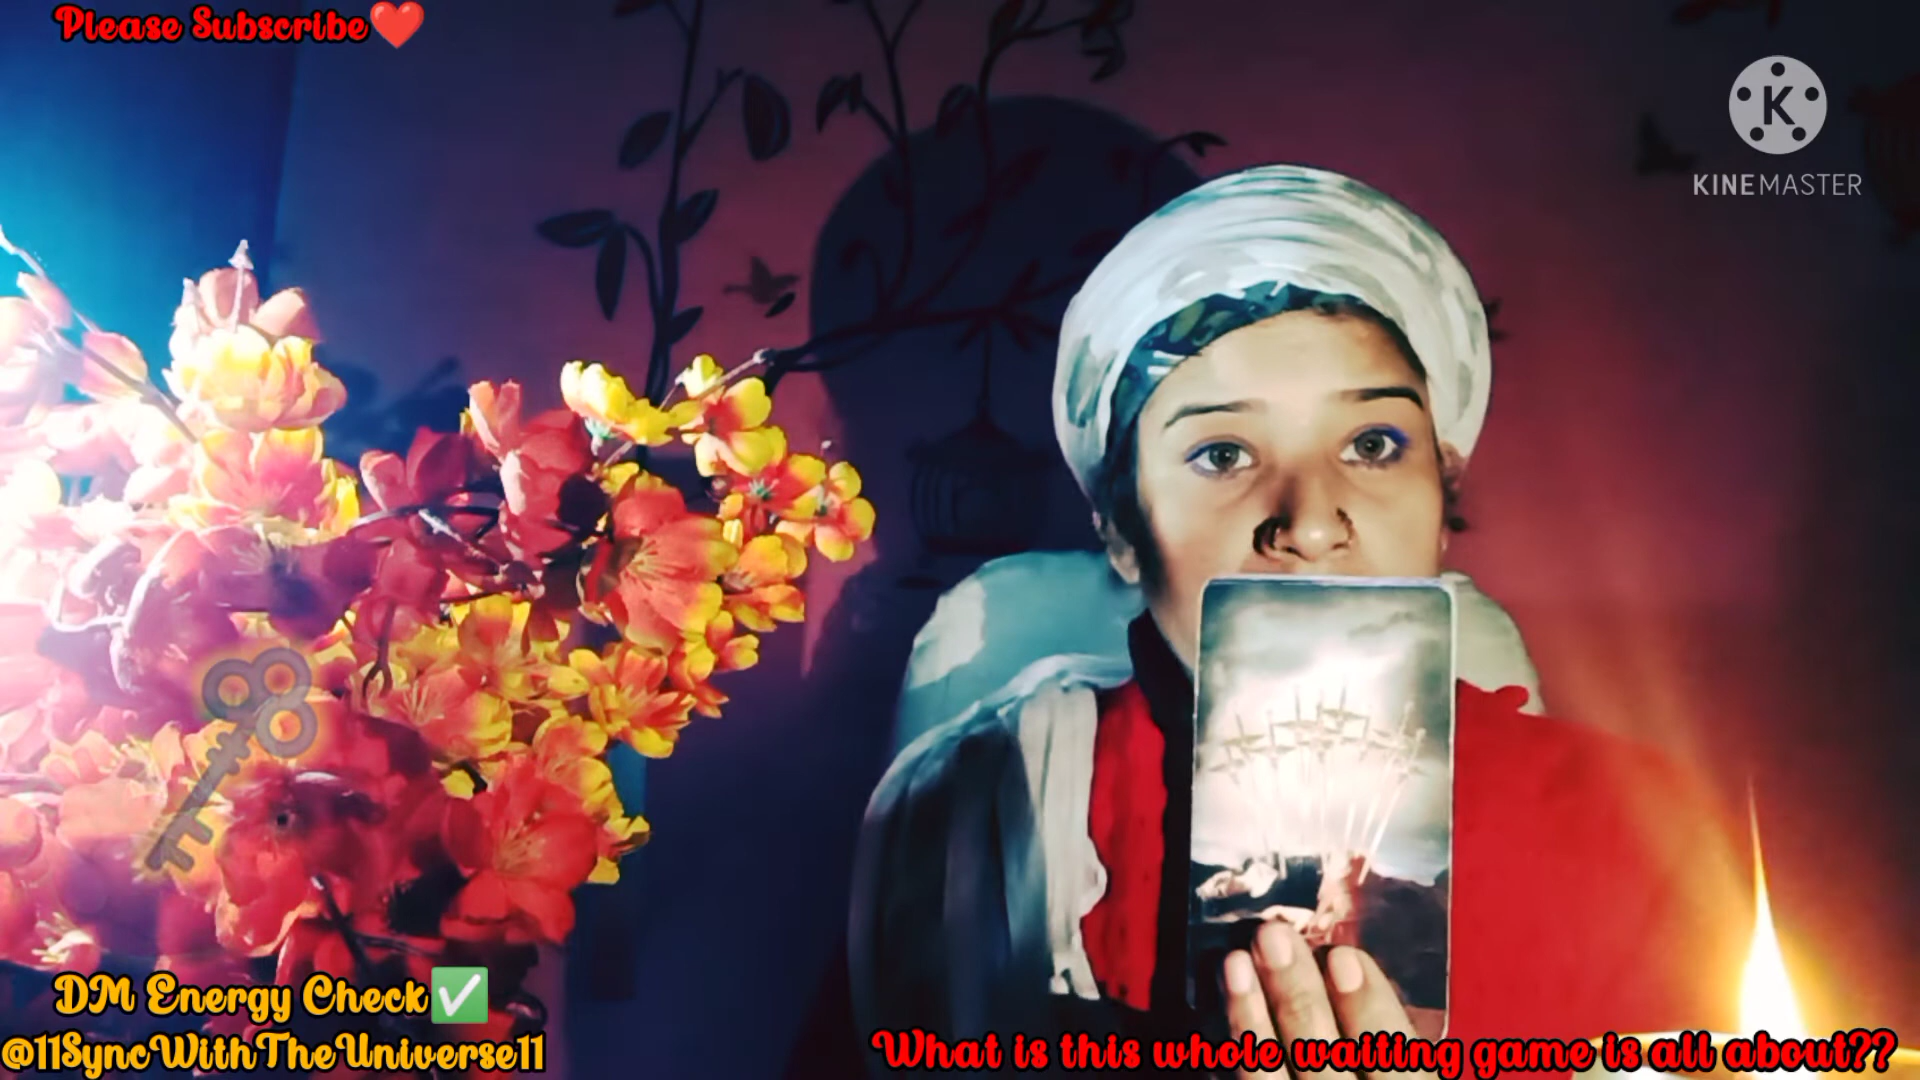 Please Subscribe❤️
KINEMASTER
DM Energy Check✅
@11SyncWithTheUniverse11
What is this whole waiting game is all about??